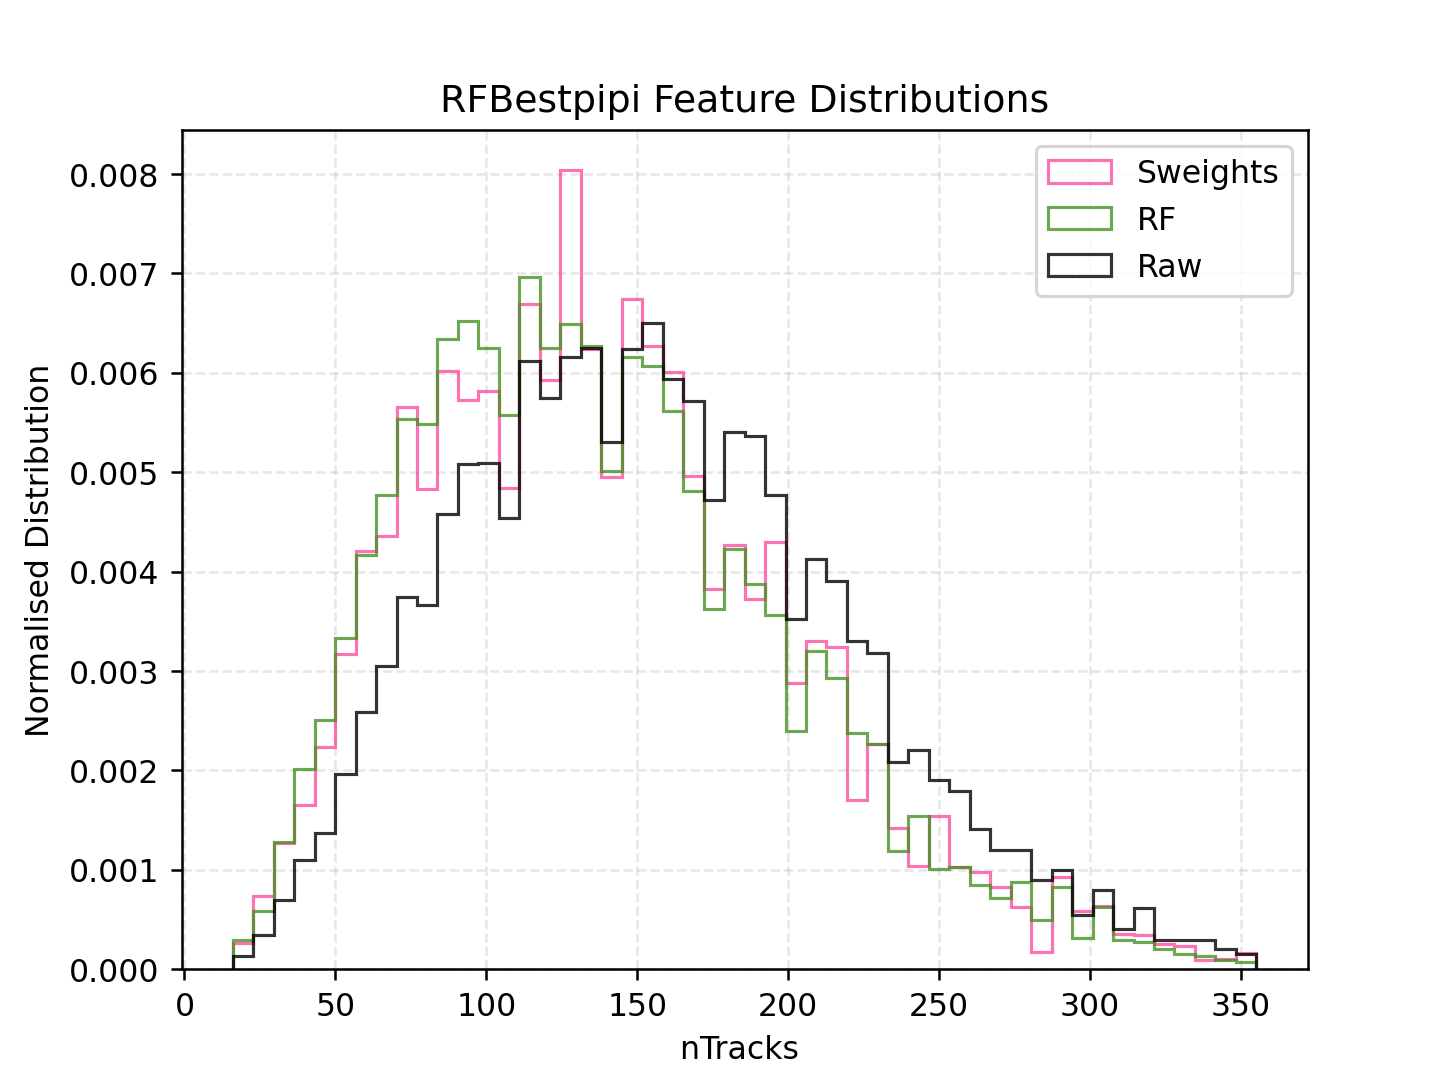 RFBestpipi Feature Distributions
Sweights
RF
Raw
Normalised Distribution
0.008
0.007
0.006
0.005
0.004
0.003
0.002
0.001
0.000
0 50 100 150 200 250 300 350
nTracks